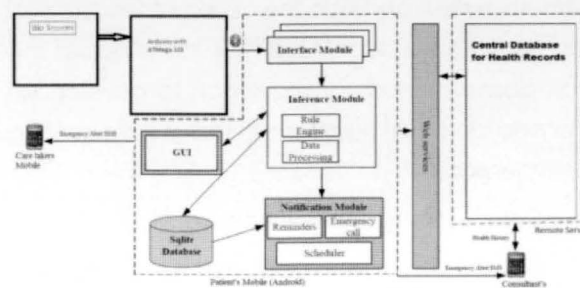 Bio Sensors
Arduino with
ATMega 328
Interface Module
Central Database
for Health Records
Inference Module
Rule
Engine
Data
Processing
GUI
Web services
Emergency Alert SMS
Care takers
Mobile
Notification Module
Reminders
Emergency
call
Scheduler
Sqlite
Database
Patient's Mobile (Android)
Health History
Remote Serv
Emergency Alert SMS
Consultant's